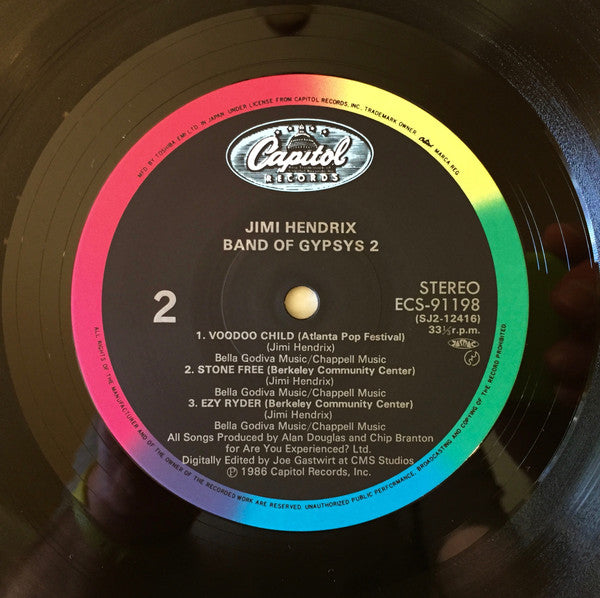 MFD. BY TOSHIBA EMI LTD. IN JAPAN, UNDER LICENSE FROM CAPITOL RECORDS, INC., TRADEMARK OWNER Capitol MARCA REG.
Capitol
RECORDS
JIMI HENDRIX
BAND OF GYPSYS 2
2
STEREO
ECS-91198
(SJ2-12416)
33⅓r.p.m.
JASRAC
1. VOODOO CHILD (Atlanta Pop Festival)
(Jimi Hendrix)
Bella Godiva Music/Chappell Music
2. STONE FREE (Berkeley Community Center)
(Jimi Hendrix)
Bella Godiva Music/Chappell Music
3. EZY RYDER (Berkeley Community Center)
(Jimi Hendrix)
Bella Godiva Music/Chappell Music
All Songs Produced by Alan Douglas and Chip Branton
for Are You Experienced? Ltd.
Digitally Edited by Joe Gastwirt at CMS Studios
Ⓟ 1986 Capitol Records, Inc.
ALL RIGHTS OF THE MANUFACTURER AND OF THE OWNER OF THE RECORDED WORK ARE RESERVED. UNAUTHORIZED PUBLIC PERFORMANCE, BROADCASTING AND COPYING OF THE RECORD PROHIBITED.